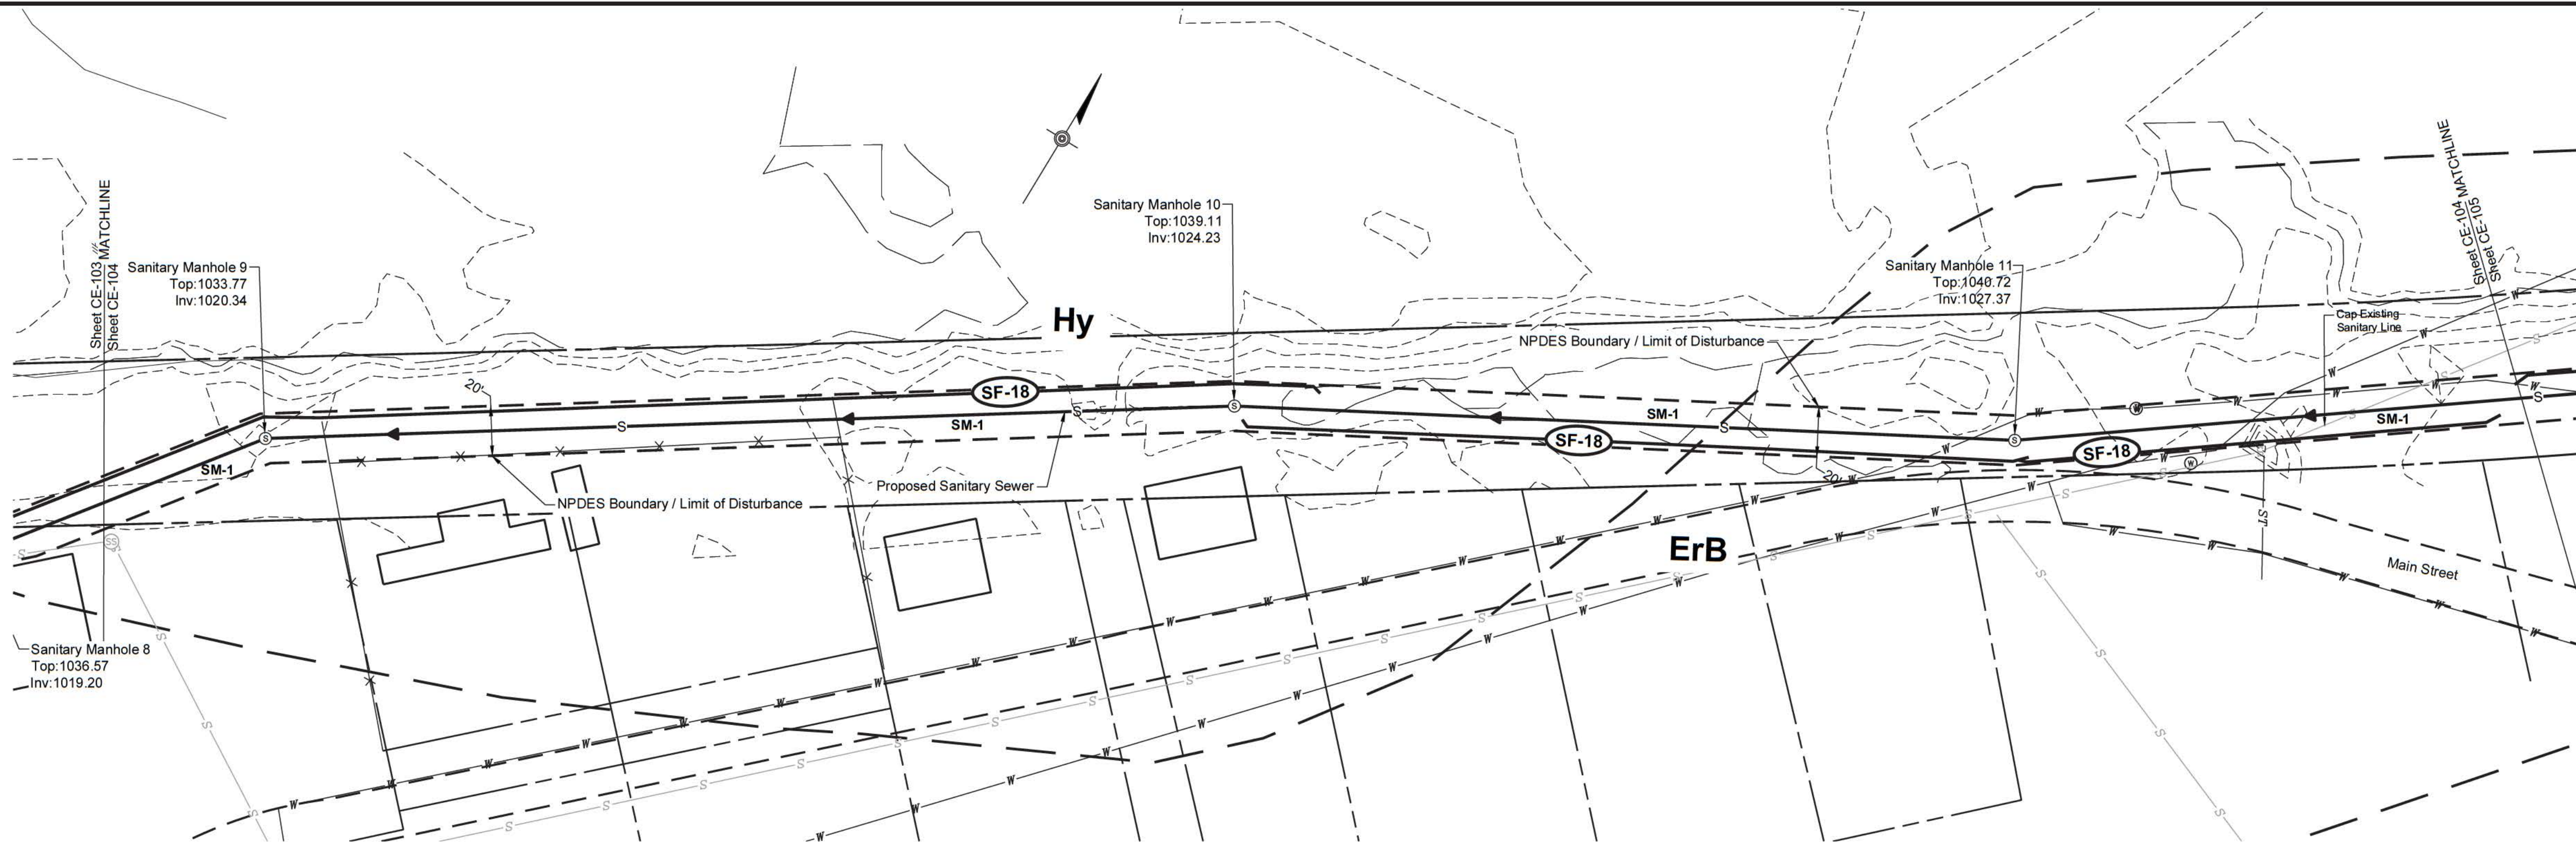 Sheet CE-103
MATCHLINE
Sheet CE-104
Sanitary Manhole 9
Top:1033.77
Inv:1020.34
Sanitary Manhole 10
Top:1039.11
Inv:1024.23
Sanitary Manhole 11
Top:1040.72
Inv:1027.37
Sheet CE-104
MATCHLINE
Sheet CE-105
Cap Existing
Sanitary Line
Hy
NPDES Boundary / Limit of Disturbance
20'
SF-18
SM-1
SM-1
SM-1
SF-18
SF-18
SM-1
20'
Proposed Sanitary Sewer
NPDES Boundary / Limit of Disturbance
ErB
ST
Main Street
Sanitary Manhole 8
Top:1036.57
Inv:1019.20
S
S
S
S
S
S
S
W
W
W
SS